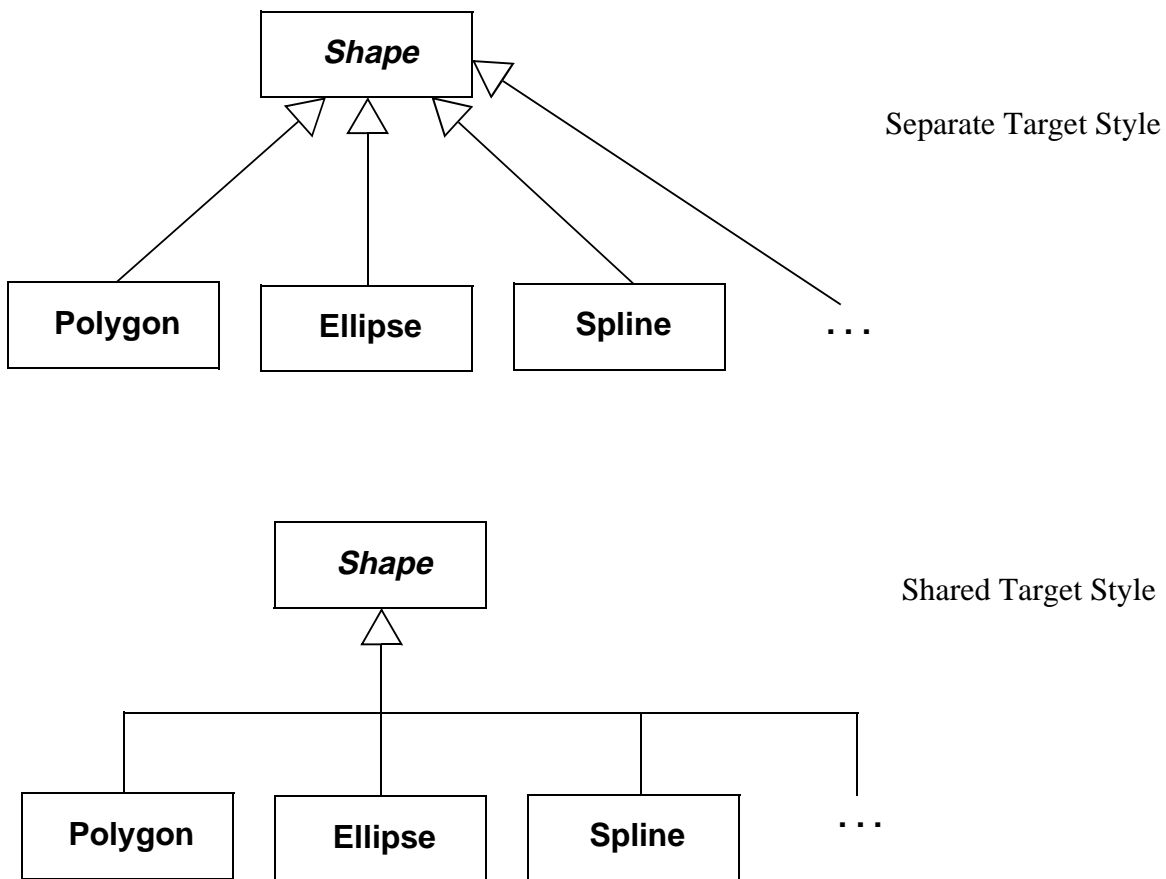 Shape
Separate Target Style
Polygon
Ellipse
Spline
. . .
Shape
Shared Target Style
Polygon
Ellipse
Spline
. . .